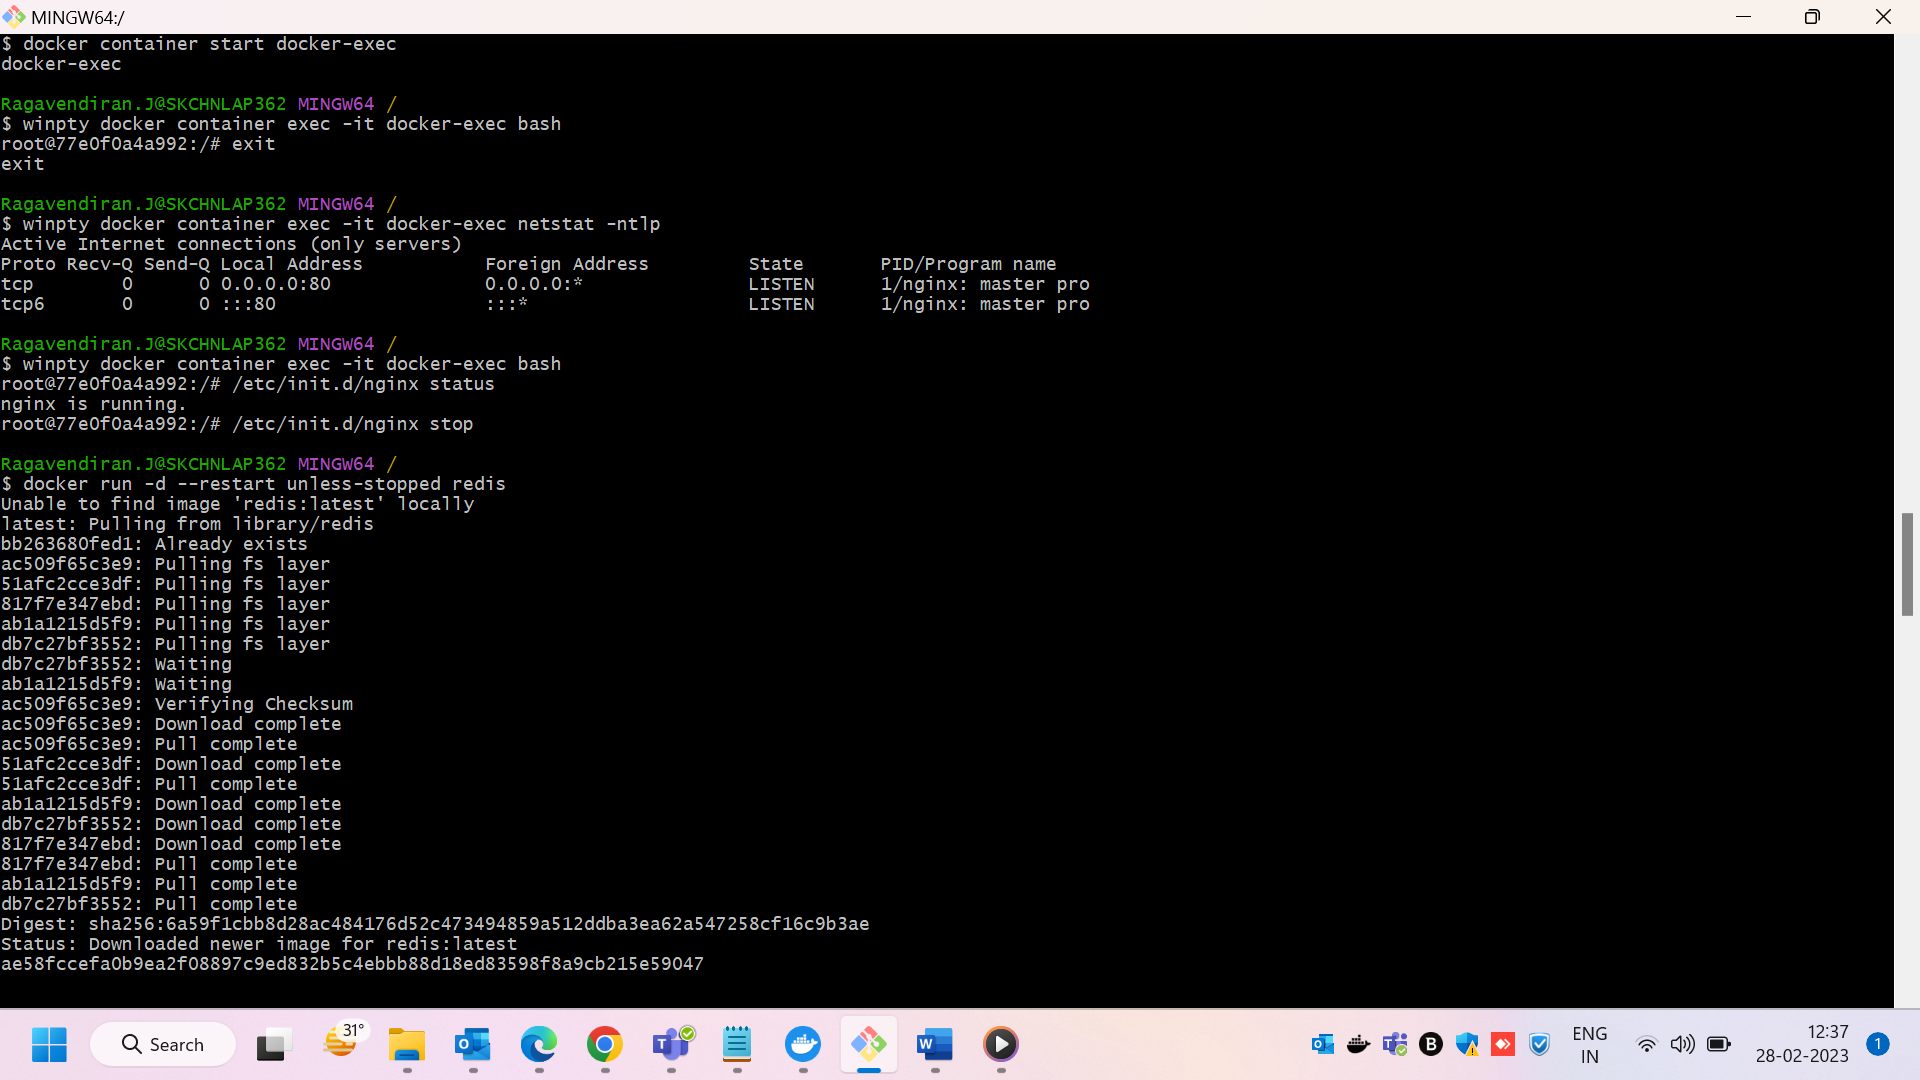 MINGW64:/
$ docker container start docker-exec
docker-exec
Ragavendiran.J@SKCHNLAP362 MINGW64 /
$ winpty docker container exec -it docker-exec bash
root@77e0f0a4a992:/# exit
exit
Ragavendiran.J@SKCHNLAP362 MINGW64 /
$ winpty docker container exec -it docker-exec netstat -ntlp
Active Internet connections (only servers)
Proto Recv-Q Send-Q Local Address           Foreign Address         State       PID/Program name
tcp        0      0 0.0.0.0:80              0.0.0.0:*               LISTEN      1/nginx: master pro
tcp6       0      0 :::80                   :::*                    LISTEN      1/nginx: master pro
Ragavendiran.J@SKCHNLAP362 MINGW64 /
$ winpty docker container exec -it docker-exec bash
root@77e0f0a4a992:/# /etc/init.d/nginx status
nginx is running.
root@77e0f0a4a992:/# /etc/init.d/nginx stop
Ragavendiran.J@SKCHNLAP362 MINGW64 /
$ docker run -d --restart unless-stopped redis
Unable to find image 'redis:latest' locally
latest: Pulling from library/redis
bb263680fed1: Already exists
ac509f65c3e9: Pulling fs layer
51afc2cce3df: Pulling fs layer
817f7e347ebd: Pulling fs layer
ab1a1215d5f9: Pulling fs layer
db7c27bf3552: Pulling fs layer
db7c27bf3552: Waiting
ab1a1215d5f9: Waiting
ac509f65c3e9: Verifying Checksum
ac509f65c3e9: Download complete
ac509f65c3e9: Pull complete
51afc2cce3df: Download complete
51afc2cce3df: Pull complete
ab1a1215d5f9: Download complete
db7c27bf3552: Download complete
817f7e347ebd: Download complete
817f7e347ebd: Pull complete
ab1a1215d5f9: Pull complete
db7c27bf3552: Pull complete
Digest: sha256:6a59f1cbb8d28ac484176d52c473494859a512ddba3ea62a547258cf16c9b3ae
Status: Downloaded newer image for redis:latest
ae58fccefa0b9ea2f08897c9ed832b5c4ebbb88d18ed83598f8a9cb215e59047
Search
31°
ENG
IN
12:37
28-02-2023
1